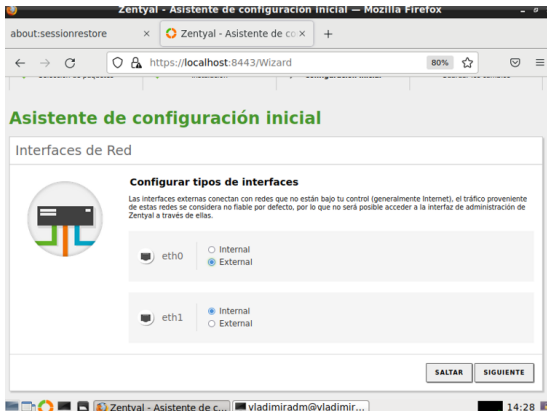 Zentyal - Asistente de configuración inicial — Mozilla Firefox
about:sessionrestore
Zentyal - Asistente de co
https://localhost:8443/Wizard
80%
Asistente de configuración inicial
Interfaces de Red
Configurar tipos de interfaces
Las interfaces externas conectan con redes que no están bajo tu control (generalmente Internet), el tráfico proveniente
de estas redes se considera no fiable por defecto, por lo que no será posible acceder a la interfaz de administración de
Zentyal a través de ellas.
eth0
Internal
External
eth1
Internal
External
SALTAR SIGUIENTE
Zentyal - Asistente de c... vladimiradm@vladimir... 14:28